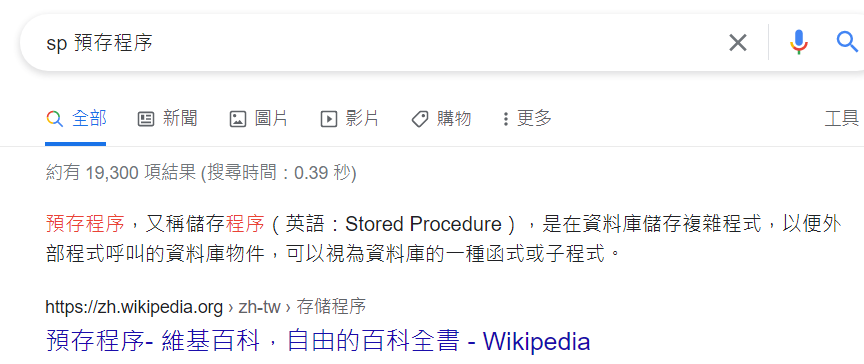 sp 預存程序
全部 新聞 圖片 影片 購物 更多 工具
約有 19,300 項結果 (搜尋時間：0.39 秒)
預存程序，又稱儲存程序（英語：Stored Procedure），是在資料庫儲存複雜程式，以便外
部程式呼叫的資料庫物件，可以視為資料庫的一種函式或子程式。
https://zh.wikipedia.org › zh-tw › 存储程序
預存程序- 維基百科，自由的百科全書 - Wikipedia